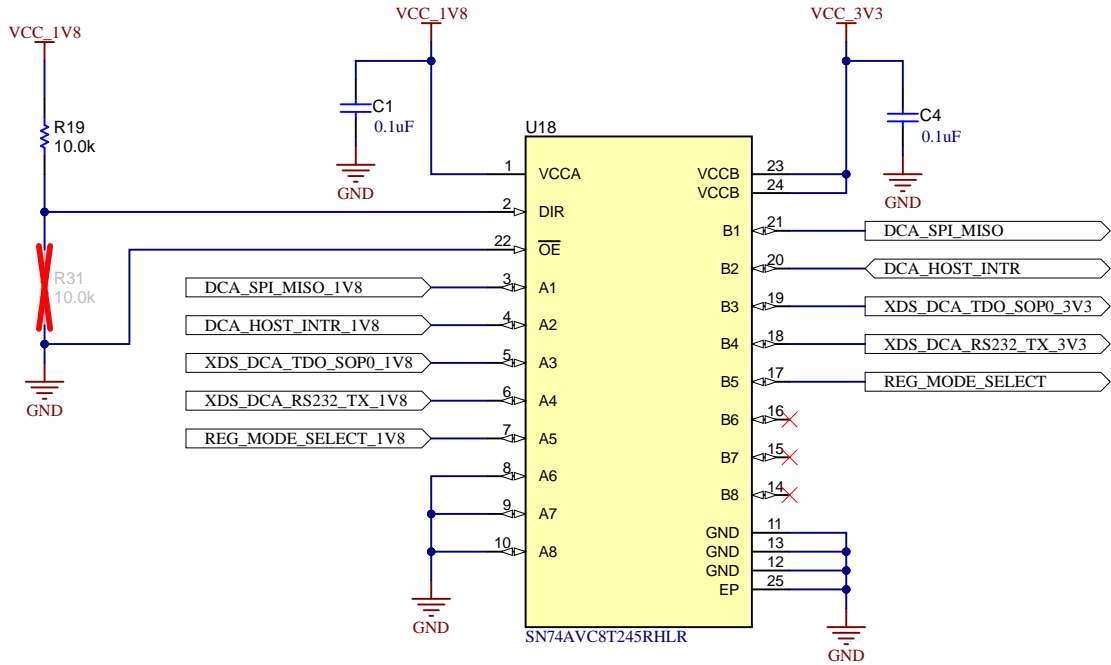 VCC_1V8
VCC_3V3
VCC_1V8
C1
0.1uF
C4
0.1uF
R19
10.0k
GND
GND
U18
1 VCCA
VCCB 23
VCCB 24
2 DIR
B1 21 DCA_SPI_MISO
22 OE
B2 20 DCA_HOST_INTR
R31
10.0k
DCA_SPI_MISO_1V8 3 A1
B3 19 XDS_DCA_TDO_SOP0_3V3
DCA_HOST_INTR_1V8 4 A2
B4 18 XDS_DCA_RS232_TX_3V3
XDS_DCA_TDO_SOP0_1V8 5 A3
B5 17 REG_MODE_SELECT
GND
XDS_DCA_RS232_TX_1V8 6 A4
B6 16
REG_MODE_SELECT_1V8 7 A5
B7 15
8 A6
B8 14
9 A7
GND 11
10 A8
GND 13
GND 12
EP 25
GND
SN74AVC8T245RHLR
GND